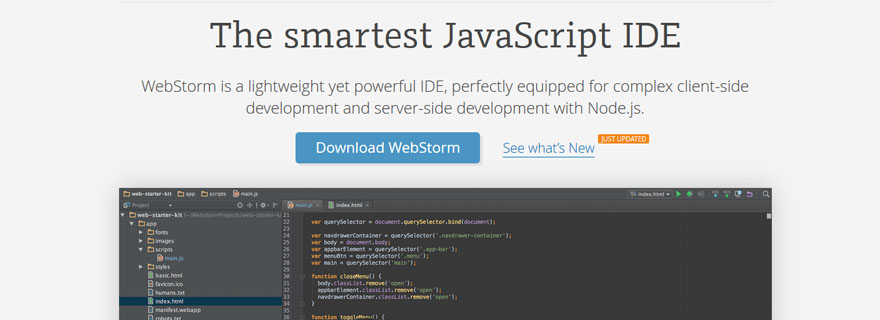 The smartest JavaScript IDE
WebStorm is a lightweight yet powerful IDE, perfectly equipped for complex client-side
development and server-side development with Node.js.
Download WebStorm
See what's New
JUST UPDATED
web-starter-kit app scripts main.js
index.html
Project
main.js index.html
web-starter-kit (~/WebstormProjects/web-starter-ki
app
fonts
images
scripts
main.js
styles
basic.html
favicon.ico
humans.txt
index.html
manifest.webapp
robots.txt
21
22 var querySelector = document.querySelector.bind(document);
23
24 var navdrawerContainer = querySelector('.navdrawer-container');
25 var body = document.body;
26 var appbarElement = querySelector('.app-bar');
27 var menuBtn = querySelector('.menu');
28 var main = querySelector('main');
29
30 function closeMenu() {
31 body.classList.remove('open');
32 appbarElement.classList.remove('open');
33 navdrawerContainer.classList.remove('open');
34 }
35
36 function toggleMenu() {